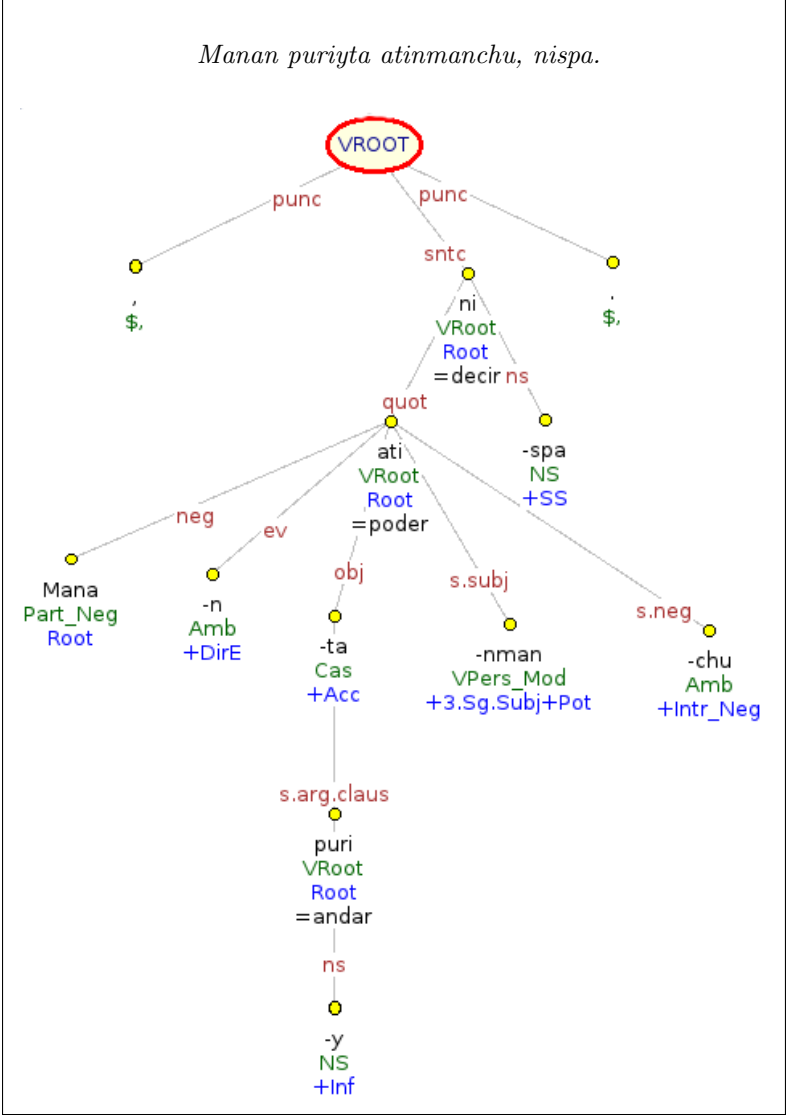 Manan puriyta atinmanchu, nispa.
VROOT
punc punc
sntc
, .
$, $,
ni
VRoot
Root
=decir ns
quot
ati -spa
VRoot NS
Root +SS
=poder
neg ev
obj s.subj
s.neg
Mana -n -ta -nman -chu
Part_Neg Amb Cas VPers_Mod Amb
Root +DirE +Acc +3.Sg.Subj+Pot +Intr_Neg
s.arg.claus
puri
VRoot
Root
=andar
ns
-y
NS
+Inf